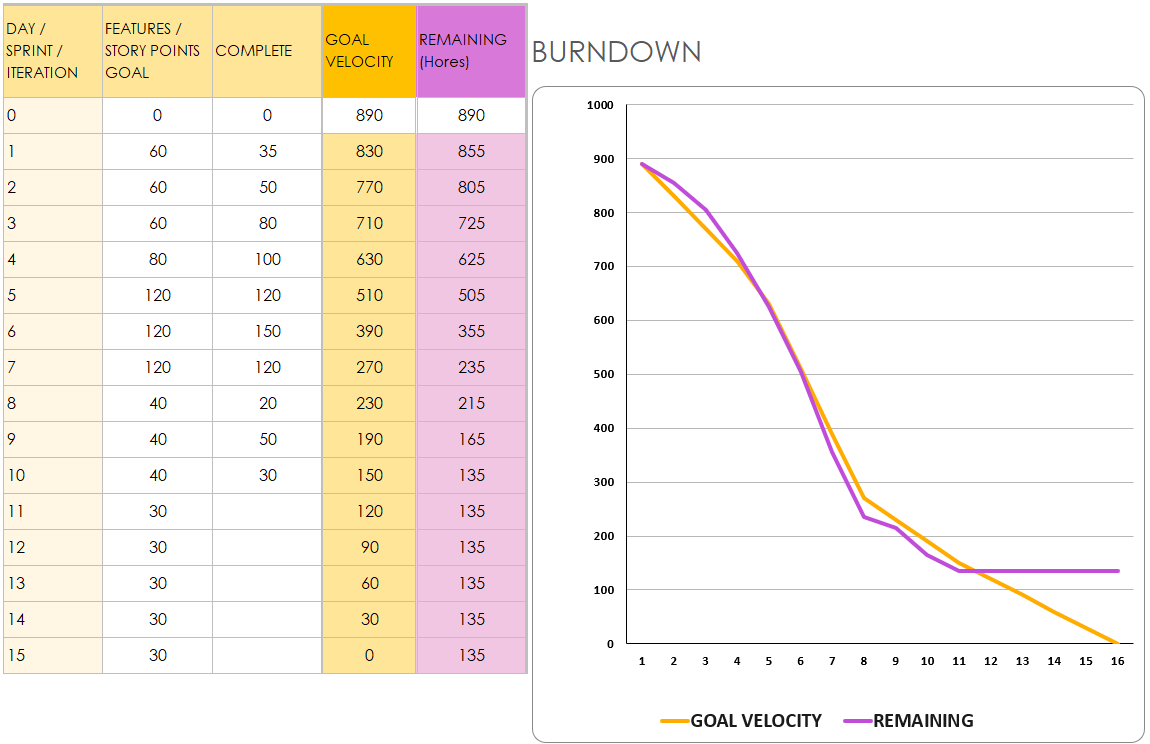 DAY / SPRINT / ITERATION FEATURES / STORY POINTS GOAL COMPLETE GOAL VELOCITY REMAINING (Hores)
0 0 0 890 890
1 60 35 830 855
2 60 50 770 805
3 60 80 710 725
4 80 100 630 625
5 120 120 510 505
6 120 150 390 355
7 120 120 270 235
8 40 20 230 215
9 40 50 190 165
10 40 30 150 135
11 30 120 135
12 30 90 135
13 30 60 135
14 30 30 135
15 30 0 135
BURNDOWN
1000
900
800
700
600
500
400
300
200
100
0
1 2 3 4 5 6 7 8 9 10 11 12 13 14 15 16
GOAL VELOCITY REMAINING